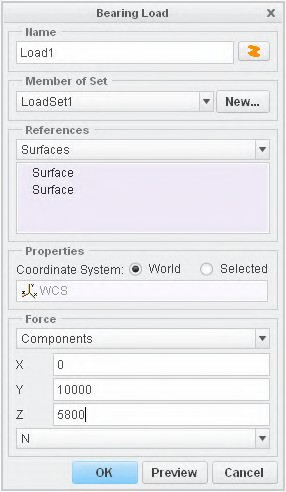 Bearing Load
Name
Load1
Member of Set
LoadSet1 New...
References
Surfaces
Surface
Surface
Properties
Coordinate System: World Selected
WCS
Force
Components
X 0
Y 10000
Z 5800
N
OK Preview Cancel